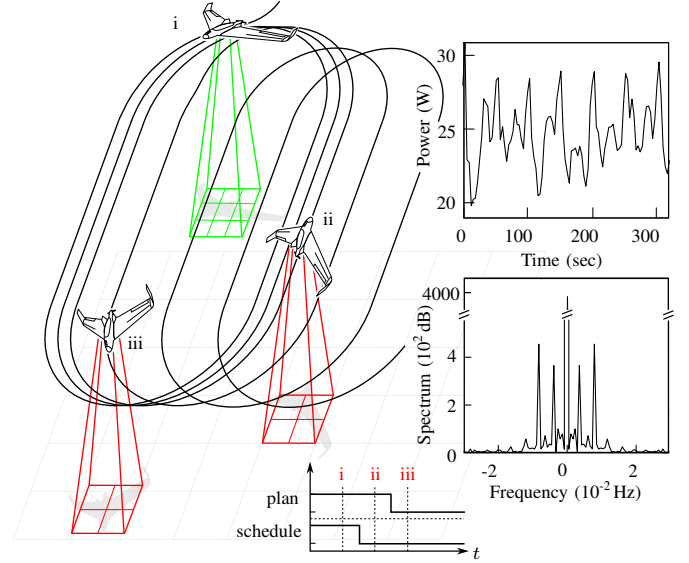 i
ii
iii
30
25
20
Power (W)
0 100 200 300
Time (sec)
4000
4
2
0
Spectrum (10² dB)
-2 0 2
Frequency (10⁻² Hz)
i ii iii
plan
schedule
t